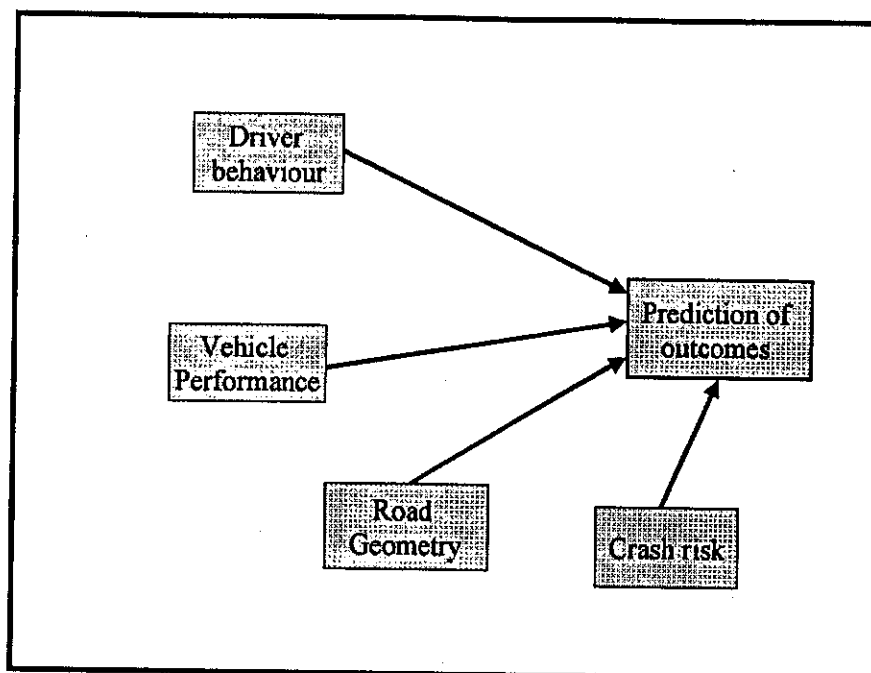 Driver
behaviour
Vehicle
Performance
Prediction of
outcomes
Road
Geometry
Crash risk